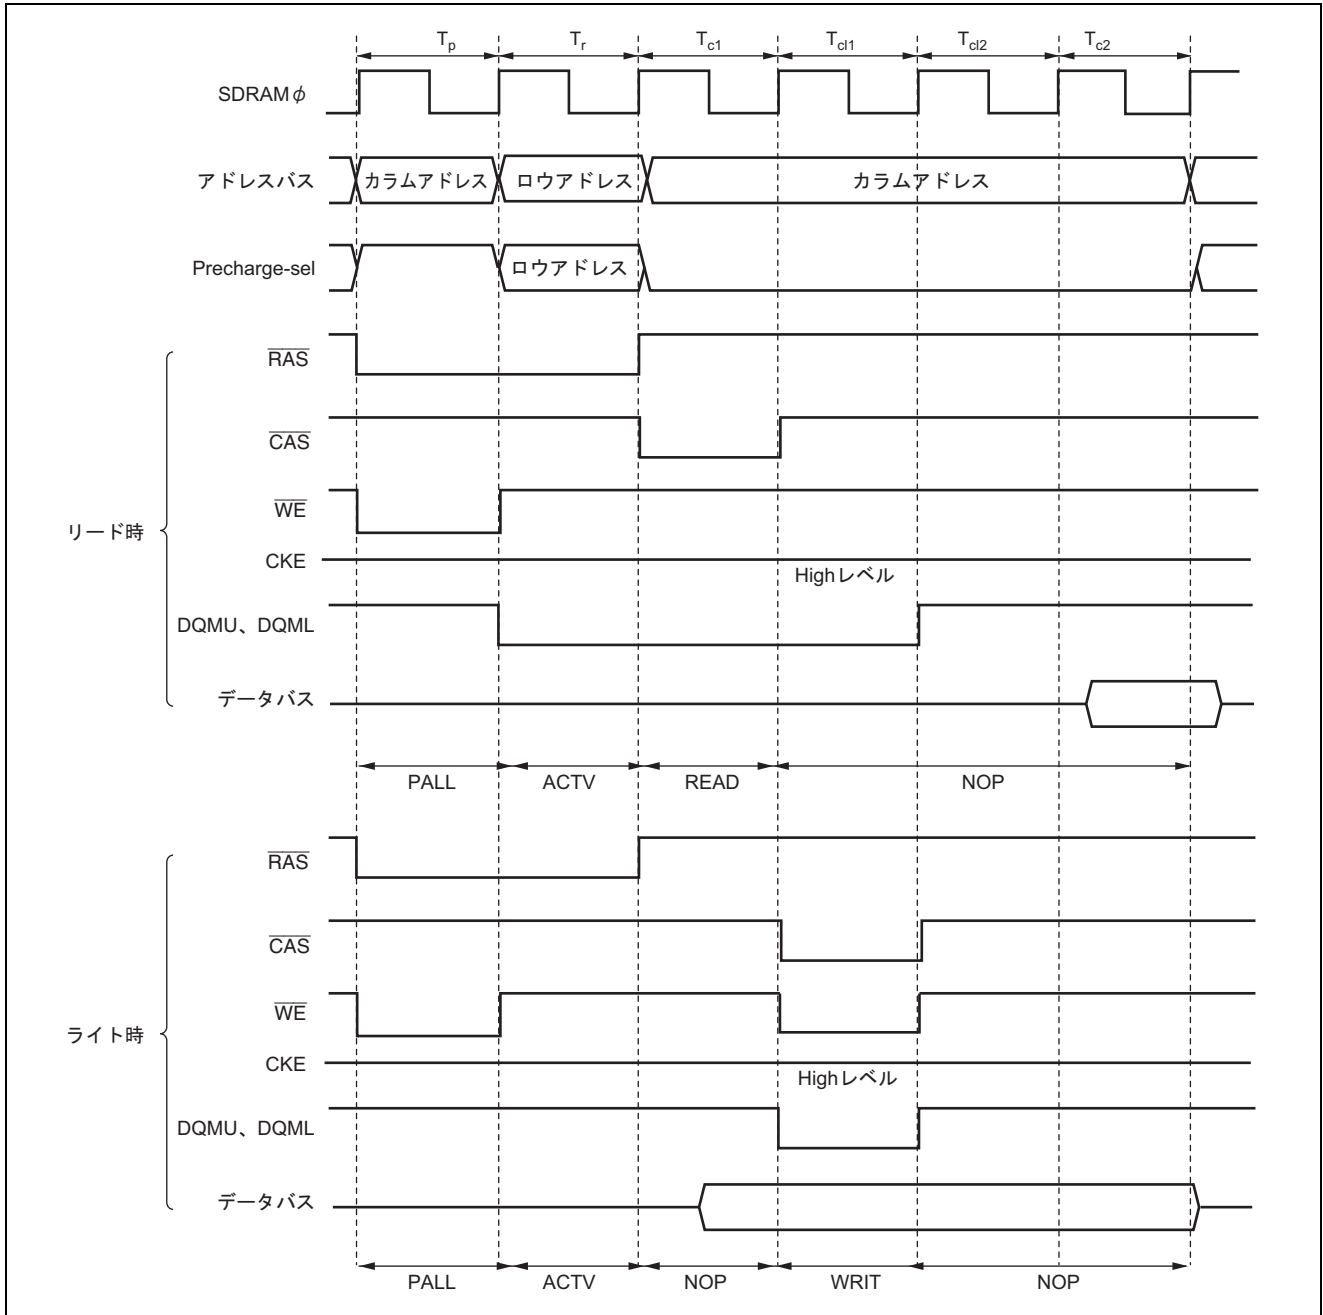 Tp Tr Tc1 Tcl1 Tcl2 Tc2
SDRAMφ
アドレスバス カラムアドレス ロウアドレス カラムアドレス
Precharge-sel ロウアドレス
リード時
RAS
CAS
WE
CKE
Highレベル
DQMU、DQML
データバス
PALL ACTV READ NOP
ライト時
RAS
CAS
WE
CKE
Highレベル
DQMU、DQML
データバス
PALL ACTV NOP WRIT NOP